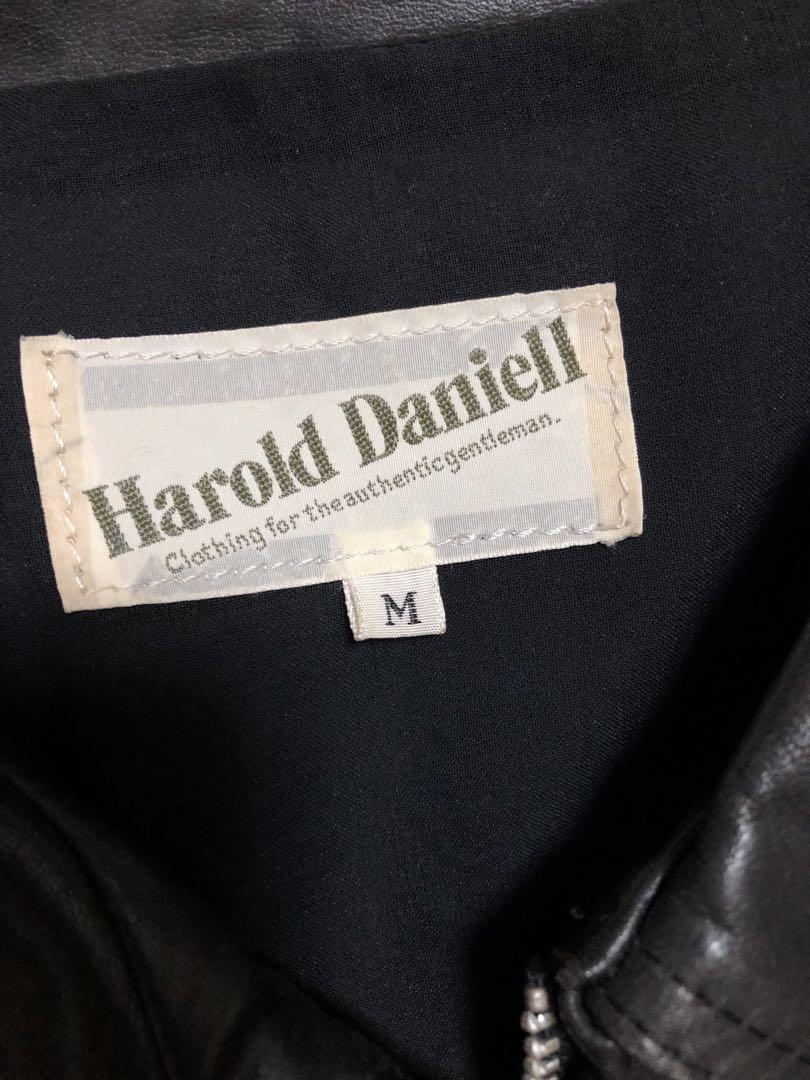 Harold Daniell
Clothing for the authentic gentleman.
M